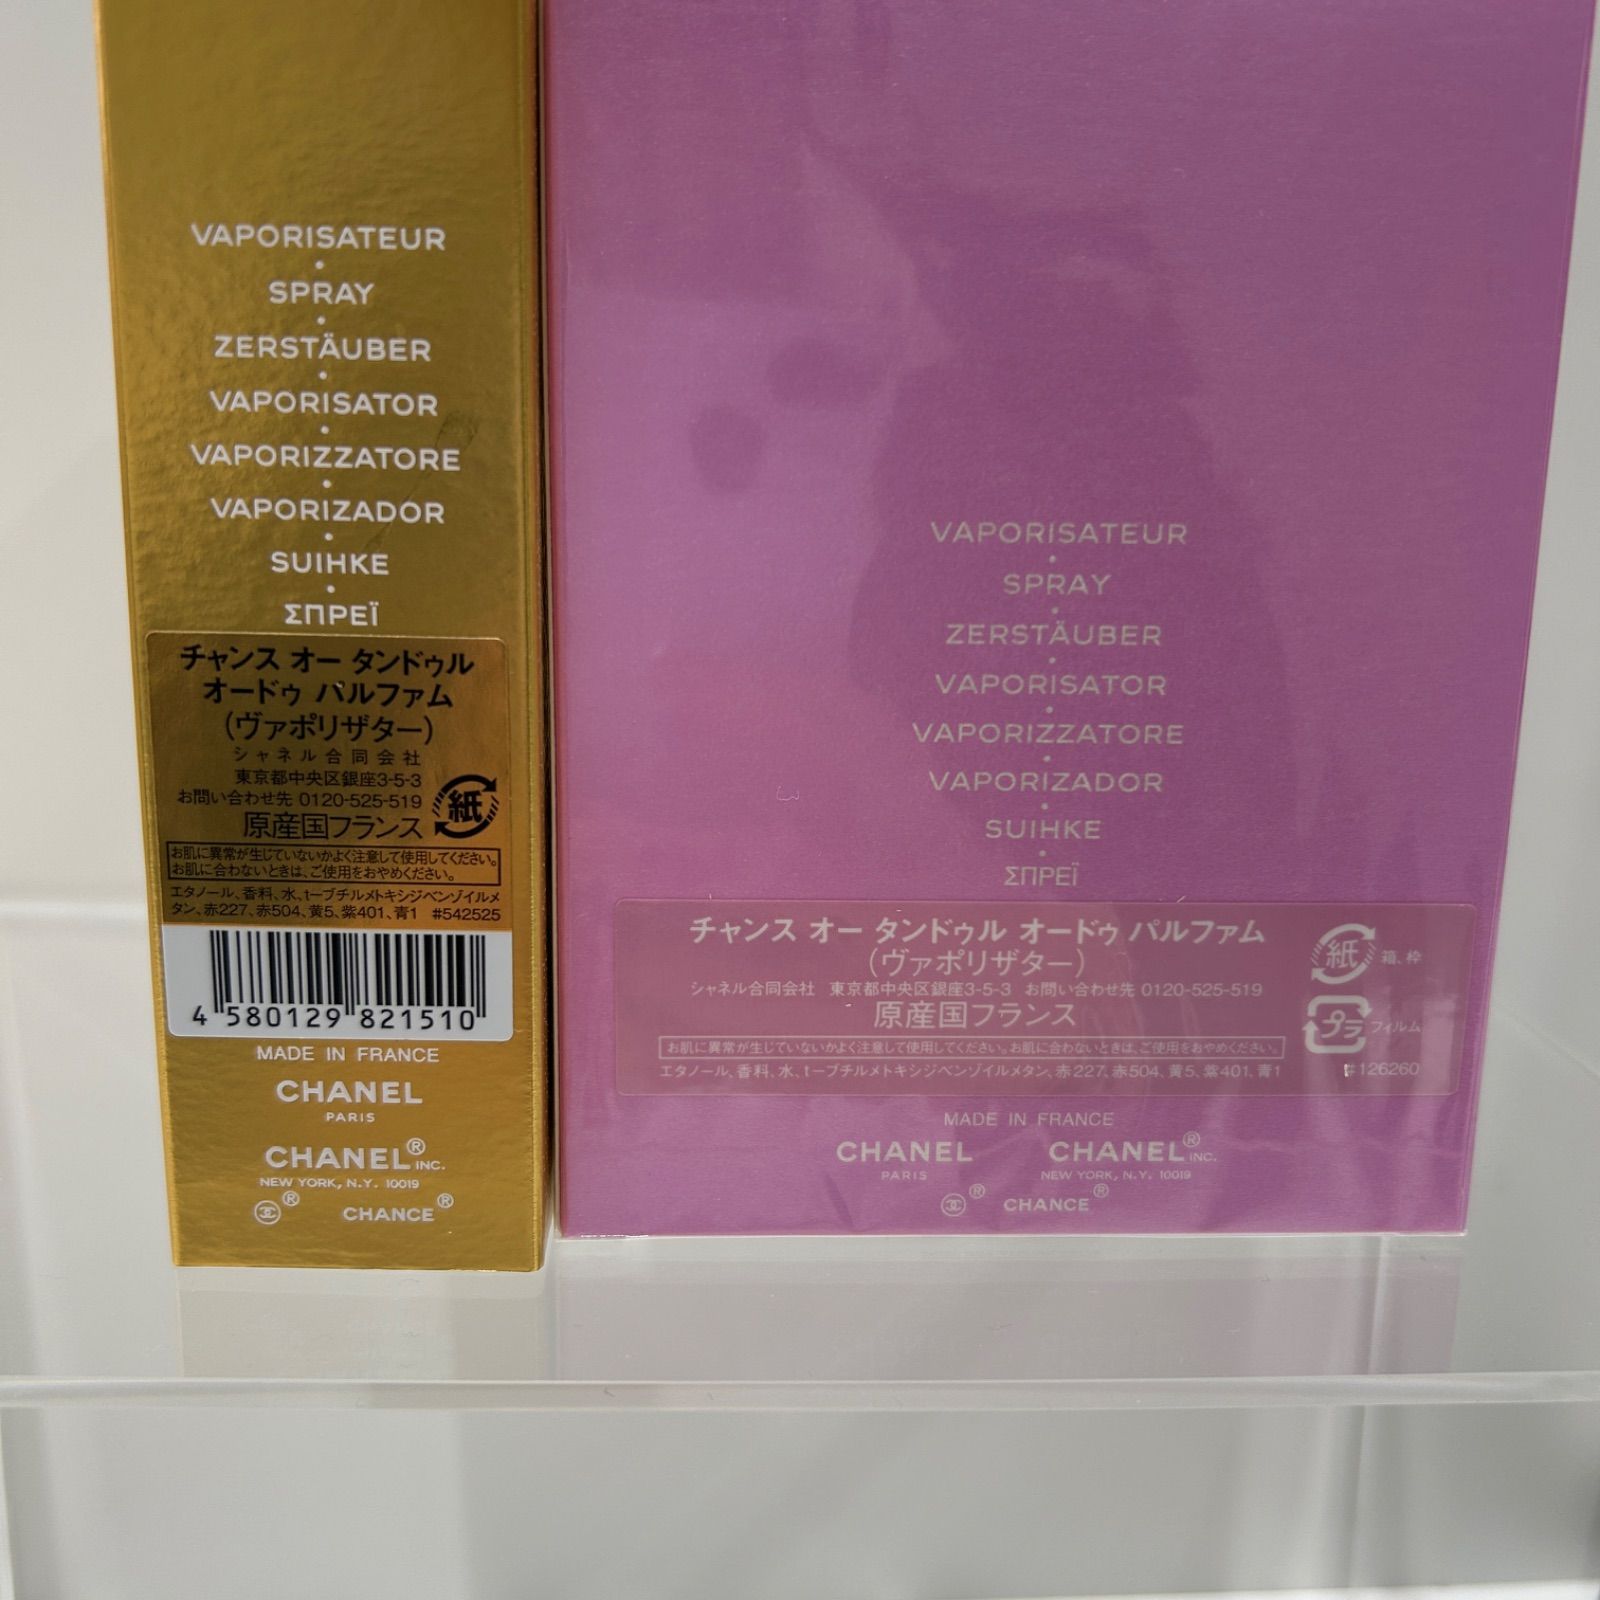 VAPORISATEUR
SPRAY
ZERSTÄUBER
VAPORISATOR
VAPORIZZATORE
VAPORIZADOR
SUIHKE
ΣΠΡΕΪ
チャンス オー タンドゥル
オードゥ パルファム
(ヴァポリザター)
シャネル合同会社
東京都中央区銀座3-5-3
お問い合わせ先 0120-525-519
原産国フランス
紙
お肌に異常が生じていないかよく注意して使用してください。
お肌に合わないときは、ご使用をおやめください。
エタノール、香料、水、t-ブチルメトキシジベンゾイルメ
タン、赤227、赤504、黄5、紫401、青1 #542525
4 580129 821510
MADE IN FRANCE
CHANEL
PARIS
CHANEL® INC.
NEW YORK, N.Y. 10019
® CHANCE®
VAPORISATEUR
SPRAY
ZERSTÄUBER
VAPORISATOR
VAPORIZZATORE
VAPORIZADOR
SUIHKE
ΣΠΡΕΪ
チャンス オー タンドゥル オードゥ パルファム
(ヴァポリザター)
シャネル合同会社 東京都中央区銀座3-5-3 お問い合わせ先 0120-525-519
原産国フランス
お肌に異常が生じていないかよく注意して使用してください。お肌に合わないときは、ご使用をおやめください。
エタノール、香料、水、t-ブチルメトキシジベンゾイルメタン、赤227、赤504、黄5、紫401、青1
紙 箱、枠
プラ フィルム
#126260
MADE IN FRANCE
CHANEL CHANEL® INC.
PARIS NEW YORK, N.Y. 10019
® CHANCE®